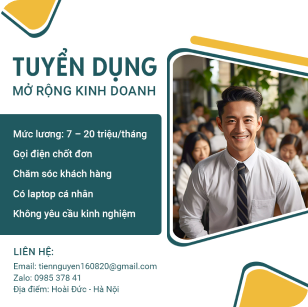 TUYỂN DỤNG
MỞ RỘNG KINH DOANH
Mức lương: 7 – 20 triệu/tháng
Gọi điện chốt đơn
Chăm sóc khách hàng
Có laptop cá nhân
Không yêu cầu kinh nghiệm
LIÊN HỆ:
Email: tiennguyen160820@gmail.com
Zalo: 0985 378 41
Địa điểm: Hoài Đức - Hà Nội